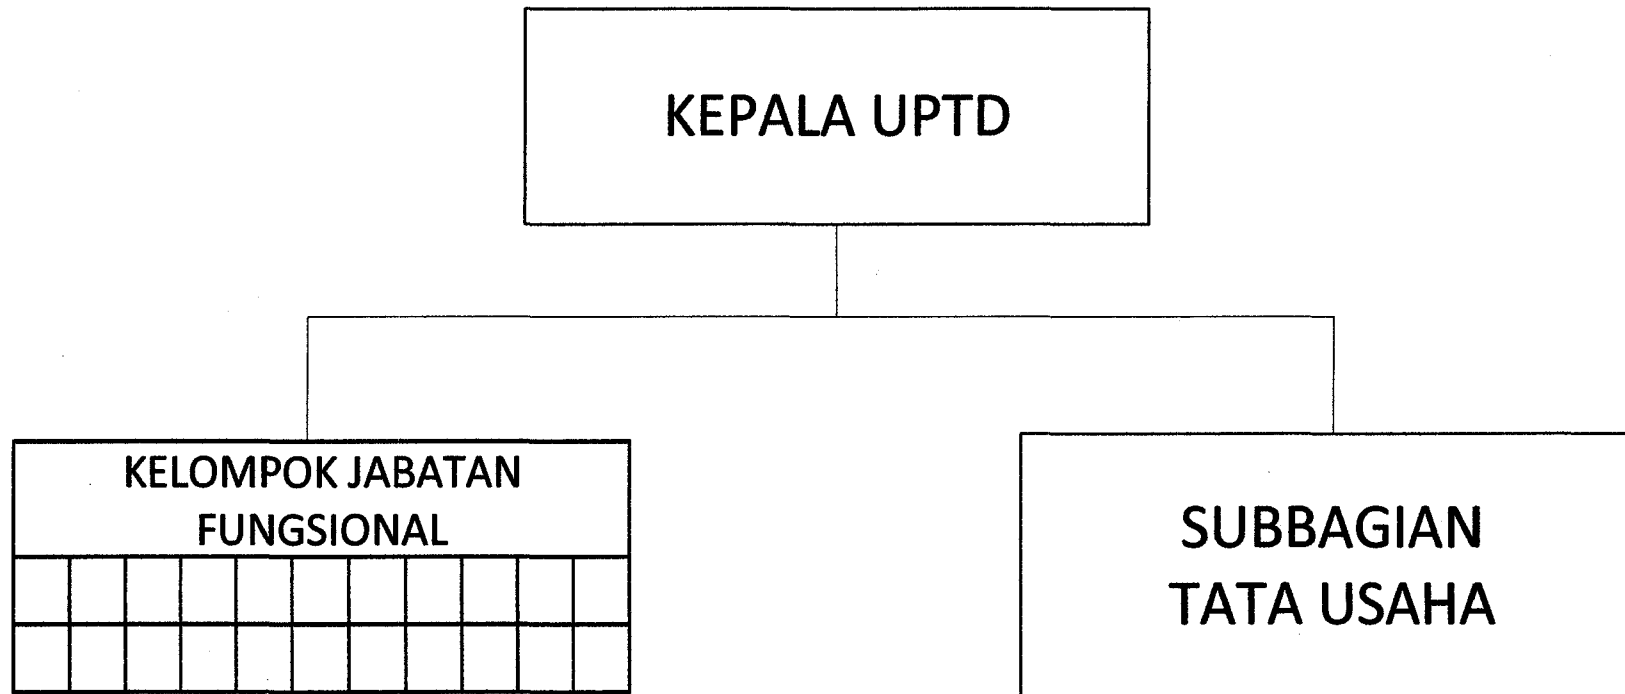 KEPALA UPTD
KELOMPOK JABATAN
FUNGSIONAL
SUBBAGIAN
TATA USAHA